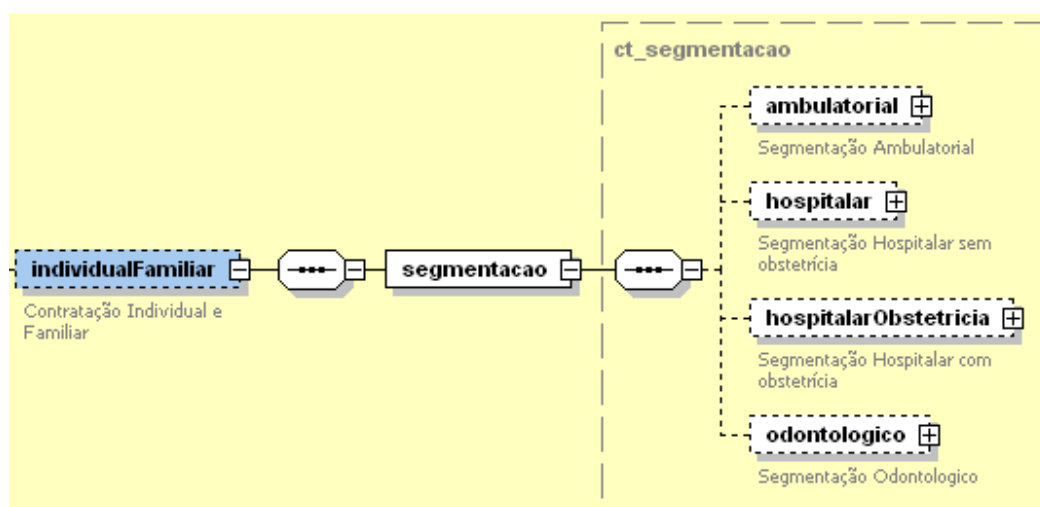 ct_segmentacao
ambulatorial
Segmentação Ambulatorial
hospitalar
Segmentação Hospitalar sem
obstetrícia
individualFamiliar
Contratação Individual e
Familiar
segmentacao
hospitalarObstetricia
Segmentação Hospitalar com
obstetrícia
odontologico
Segmentação Odontologico